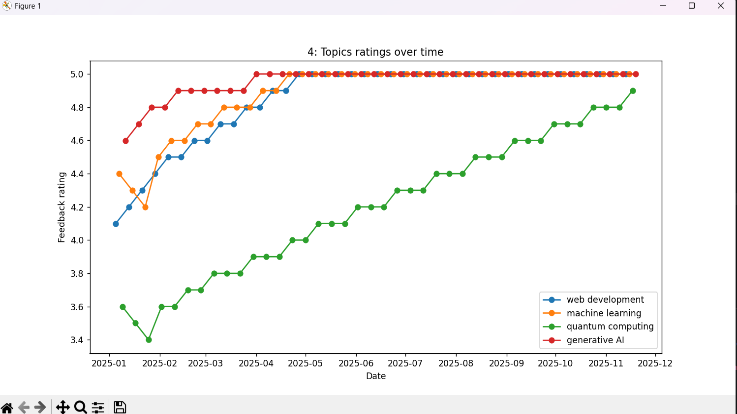 Figure 1
4: Topics ratings over time
5.0
4.8
4.6
4.4
4.2
4.0
3.8
3.6
3.4
Feedback rating
web development
machine learning
quantum computing
generative AI
2025-01 2025-02 2025-03 2025-04 2025-05 2025-06 2025-07 2025-08 2025-09 2025-10 2025-11 2025-12
Date